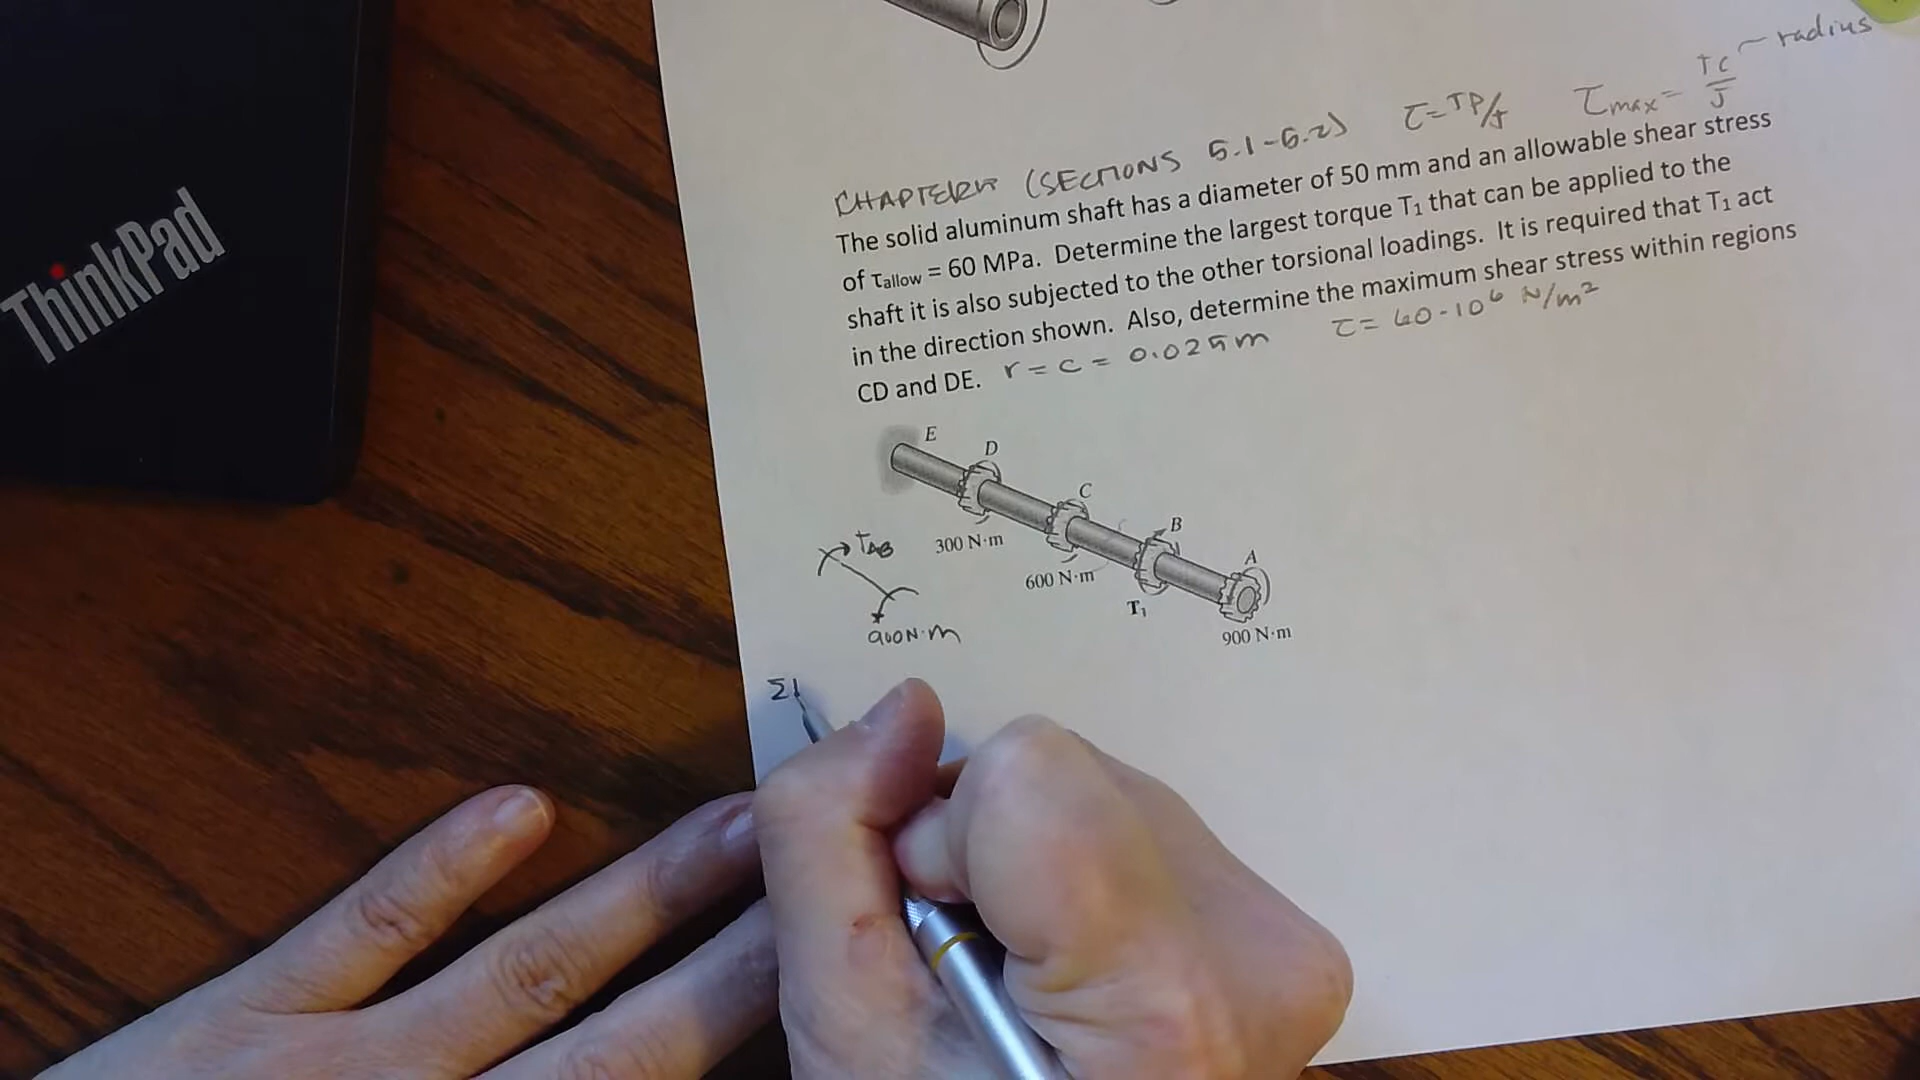 ThinkPad
radius
τ=TP/J τmax= Tc/J
CHAPTER (SECTIONS 5.1-5.2)
The solid aluminum shaft has a diameter of 50 mm and an allowable shear stress
of τallow = 60 MPa. Determine the largest torque T₁ that can be applied to the
shaft it is also subjected to the other torsional loadings. It is required that T₁ act
in the direction shown. Also, determine the maximum shear stress within regions
CD and DE. r = c = 0.025m τ= 60·10⁶ N/m²
E
D
C
B
A
300 N·m
600 N·m
T₁
900 N·m
TAB
900N·m
Σ